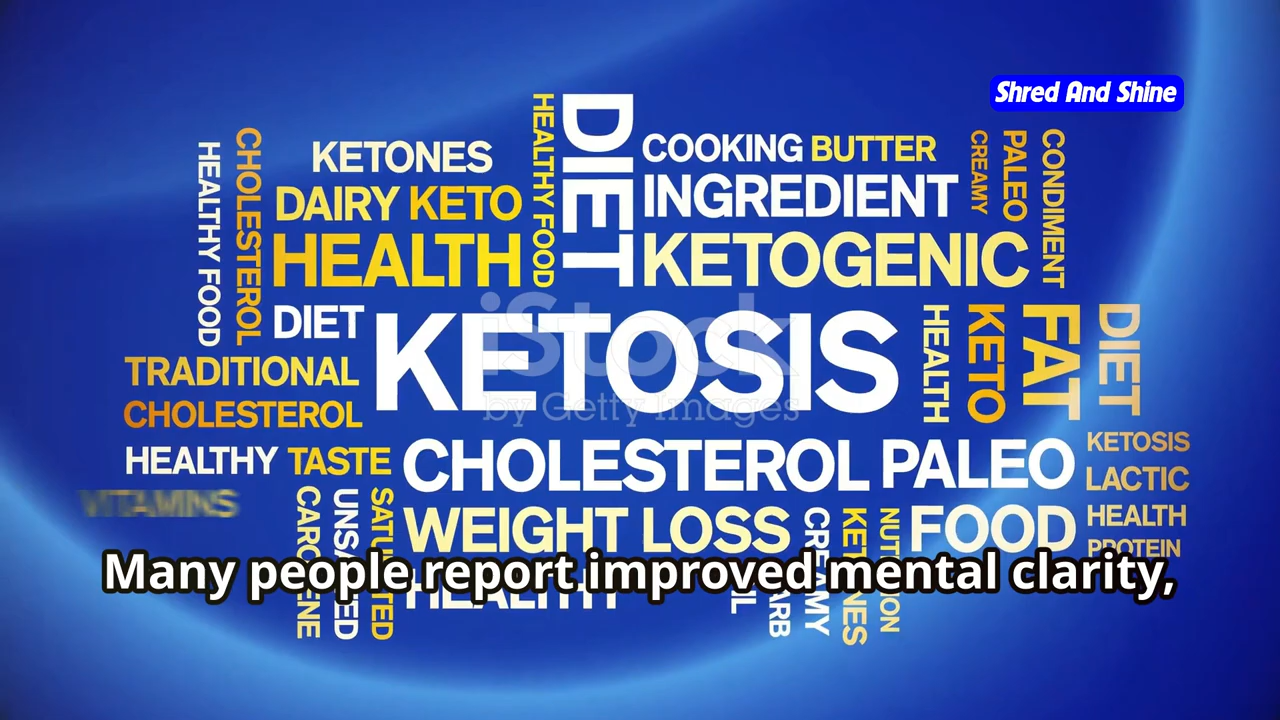 Shred And Shine
HEALTHY FOOD
CHOLESTEROL
KETONES
DAIRY KETO
HEALTH
HEALTHY FOOD
DIET
COOKING BUTTER
INGREDIENT
KETOGENIC
CREAMY
PALEO
CONDIMENT
DIET
KETOSIS
iStock
by Getty Images
HEALTH
KETO
FAT
DIET
TRADITIONAL
CHOLESTEROL
HEALTHY TASTE
CHOLESTEROL PALEO
KETOSIS
LACTIC
HEALTH
PROTEIN
VITAMINS
WEIGHT LOSS
FOOD
SATURATED
CREAMY
KETONES
NUTRITION
HEALTHY
Many people report improved mental clarity,